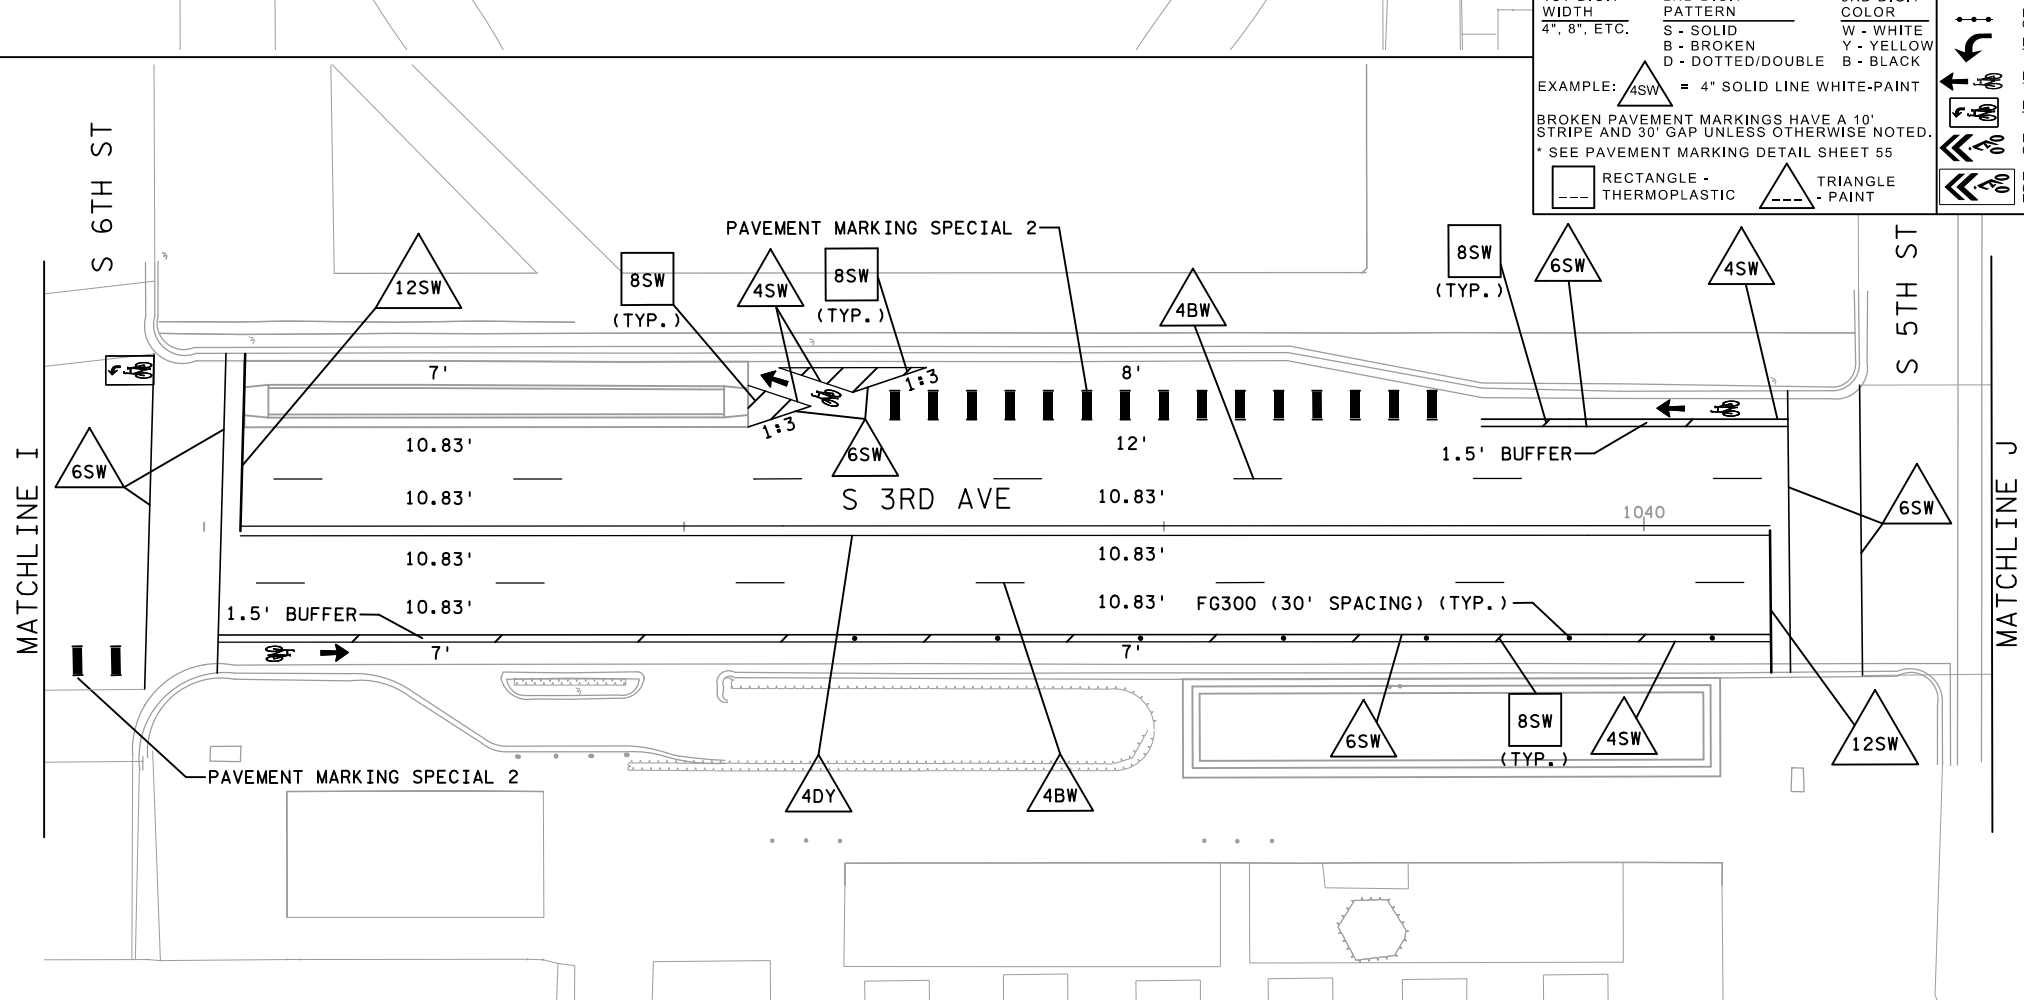 WIDTH
4", 8", ETC.
PATTERN
S - SOLID
B - BROKEN
D - DOTTED/DOUBLE
COLOR
W - WHITE
Y - YELLOW
B - BLACK
EXAMPLE: 4SW = 4" SOLID LINE WHITE-PAINT
BROKEN PAVEMENT MARKINGS HAVE A 10'
STRIPE AND 30' GAP UNLESS OTHERWISE NOTED.
* SEE PAVEMENT MARKING DETAIL SHEET 55
RECTANGLE -
THERMOPLASTIC
TRIANGLE
- PAINT
S 6TH ST
S 5TH ST
PAVEMENT MARKING SPECIAL 2
12SW
8SW
(TYP.)
4SW
8SW
(TYP.)
4BW
8SW
(TYP.)
6SW
4SW
7'
1:3
8'
1:3
10.83'
6SW
12'
1.5' BUFFER
MATCHLINE I
6SW
10.83'
S 3RD AVE
10.83'
1040
6SW
MATCHLINE J
10.83'
10.83'
1.5' BUFFER
10.83'
10.83'
FG300 (30' SPACING) (TYP.)
7'
7'
PAVEMENT MARKING SPECIAL 2
4DY
4BW
6SW
8SW
(TYP.)
4SW
12SW